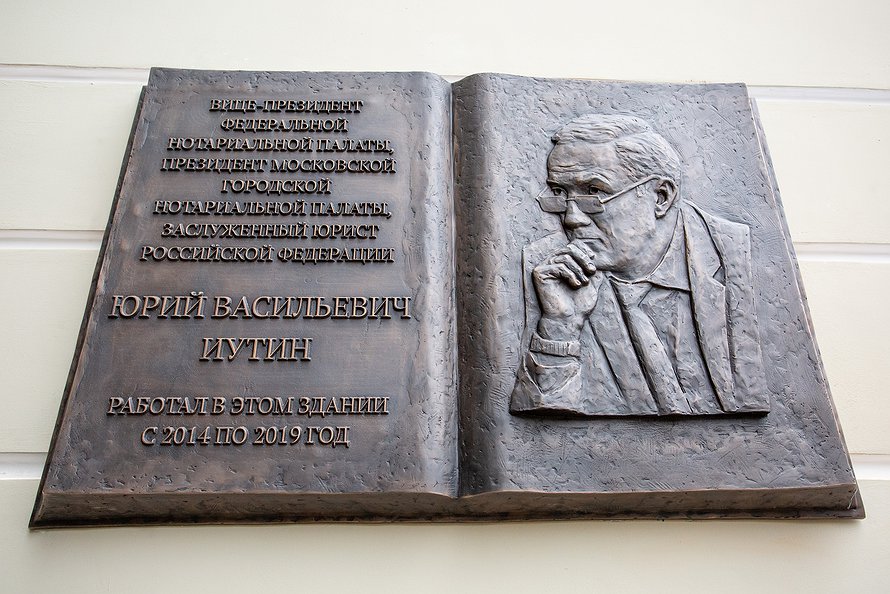 ВИЦЕ-ПРЕЗИДЕНТ
ФЕДЕРАЛЬНОЙ
НОТАРИАЛЬНОЙ ПАЛАТЫ,
ПРЕЗИДЕНТ МОСКОВСКОЙ
ГОРОДСКОЙ
НОТАРИАЛЬНОЙ ПАЛАТЫ,
ЗАСЛУЖЕННЫЙ ЮРИСТ
РОССИЙСКОЙ ФЕДЕРАЦИИ
ЮРИЙ ВАСИЛЬЕВИЧ
ИУТИН
РАБОТАЛ В ЭТОМ ЗДАНИИ
С 2014 ПО 2019 ГОД